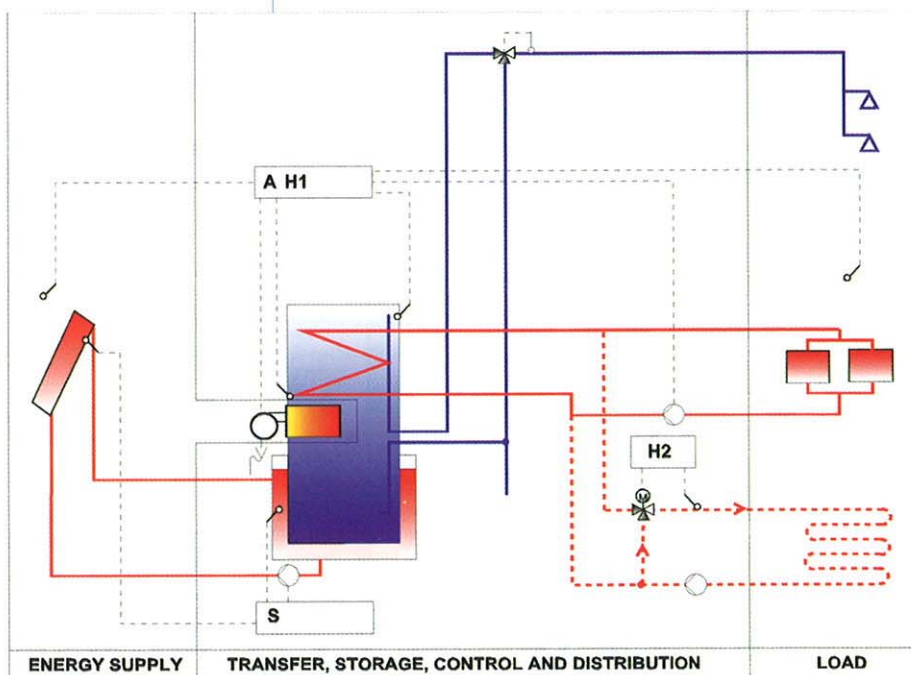 A H1
H2
M
S
ENERGY SUPPLY
TRANSFER, STORAGE, CONTROL AND DISTRIBUTION
LOAD